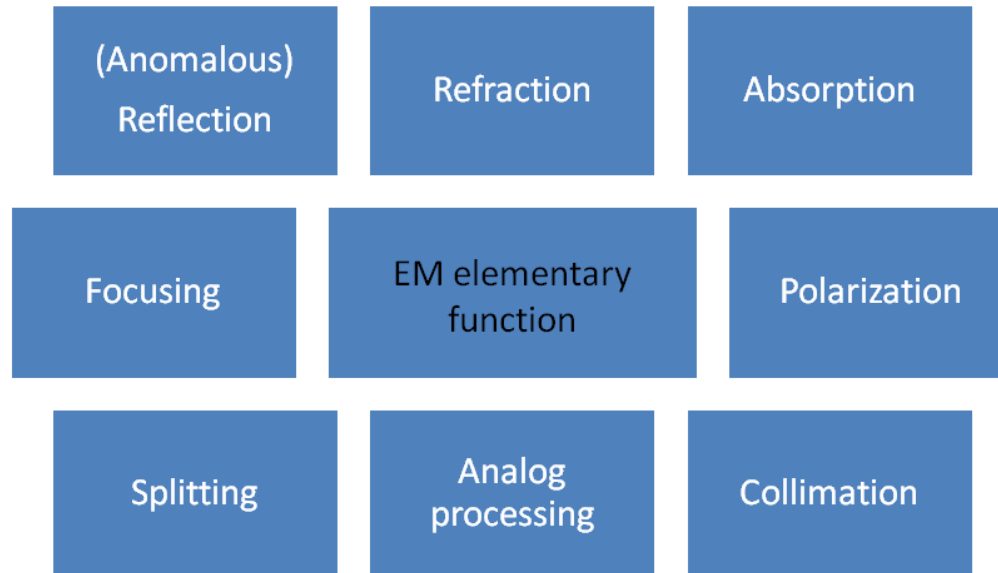 (Anomalous)
Reflection
Refraction
Absorption
Focusing
EM elementary
function
Polarization
Splitting
Analog
processing
Collimation